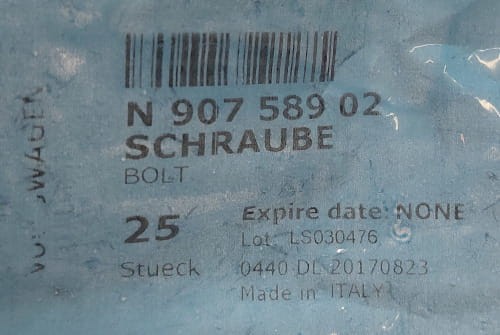 N 907 589 02
SCHRAUBE
BOLT
25
Stueck
Expire date: NONE
Lot: LS030476
0440 DL 20170823
Made in ITALY